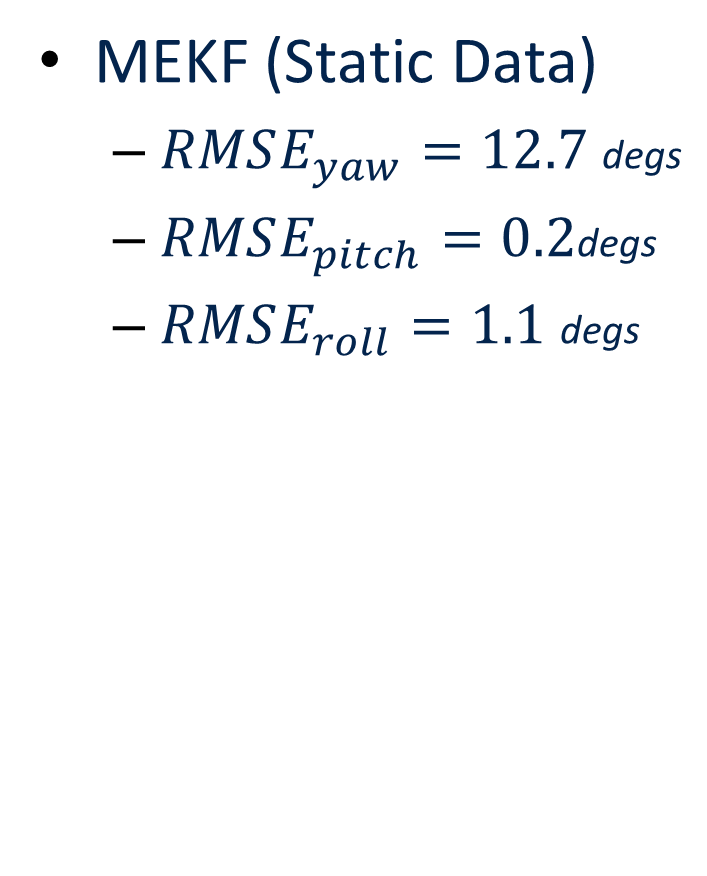 • MEKF (Static Data)
– RMSE_yaw = 12.7 degs
– RMSE_pitch = 0.2degs
– RMSE_roll = 1.1 degs